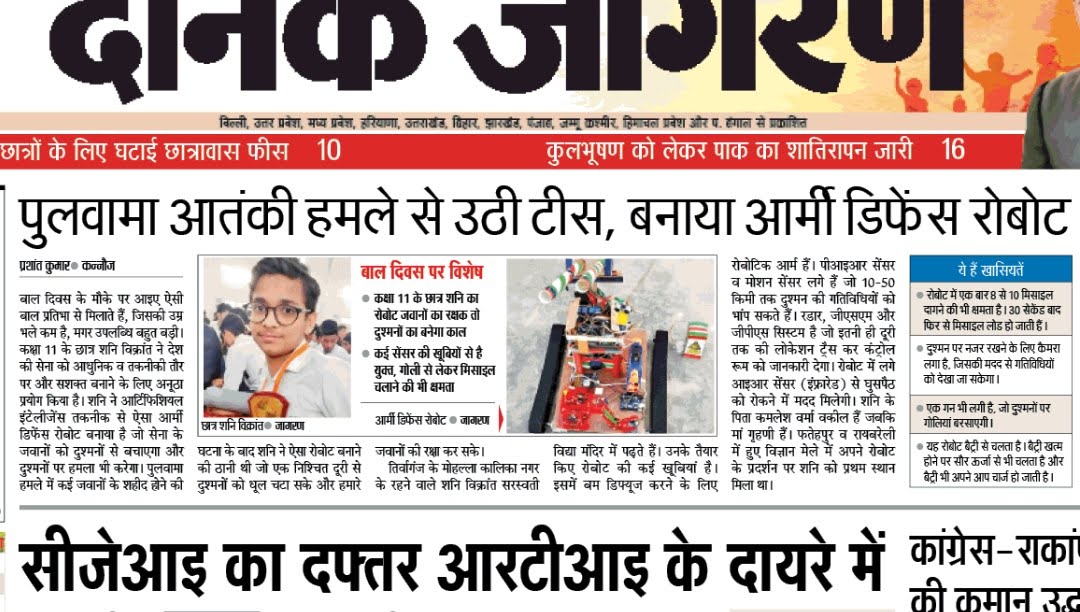 दैनिक जागरण
दिल्ली, उत्तर प्रदेश, मध्य प्रदेश, हरियाणा, उत्तराखंड, बिहार, झारखंड, पंजाब, जम्मू कश्मीर, हिमाचल प्रदेश और प. बंगाल से प्रकाशित
छात्रों के लिए घटाई छात्रावास फीस 10
कुलभूषण को लेकर पाक का शातिरापन जारी 16
पुलवामा आतंकी हमले से उठी टीस, बनाया आर्मी डिफेंस रोबोट
प्रशांत कुमार ● कन्नौज
बाल दिवस के मौके पर आइए ऐसी
बाल प्रतिभा से मिलाते हैं, जिसकी उम्र
भले कम है, मगर उपलब्धि बहुत बड़ी।
कक्षा 11 के छात्र शनि विक्रांत ने देश
की सेना को आधुनिक व तकनीकी तौर
पर और सशक्त बनाने के लिए अनूठा
प्रयोग किया है। शनि ने आर्टिफिशियल
इंटेलीजेंस तकनीक से ऐसा आर्मी
डिफेंस रोबोट बनाया है जो सेना के
जवानों को दुश्मनों से बचाएगा और
दुश्मनों पर हमला भी करेगा। पुलवामा
हमले में कई जवानों के शहीद होने की
छात्र शनि विक्रांत ● जागरण
बाल दिवस पर विशेष
● कक्षा 11 के छात्र शनि का
रोबोट जवानों का रक्षक तो
दुश्मनों का बनेगा काल
● कई सेंसर की खूबियों से है
युक्त, गोली से लेकर मिसाइल
चलाने की भी क्षमता
आर्मी डिफेंस रोबोट ● जागरण
घटना के बाद शनि ने ऐसा रोबोट बनाने
की ठानी थी जो एक निश्चित दूरी से
दुश्मनों को धूल चटा सके और हमारे
जवानों की रक्षा कर सके।
तिर्वागंज के मोहल्ला कालिका नगर
के रहने वाले शनि विक्रांत सरस्वती
विद्या मंदिर में पढ़ते हैं। उनके तैयार
किए रोबोट की कई खूबियां है।
इसमें बम डिफ्यूज करने के लिए
रोबोटिक आर्म हैं। पीआइआर सेंसर
व मोशन सेंसर लगे हैं जो 10-50
किमी तक दुश्मन की गतिविधियों को
भांप सकते हैं। रडार, जीएसएम और
जीपीएस सिस्टम है जो इतनी ही दूरी
तक की लोकेशन ट्रैस कर कंट्रोल
रूम को जानकारी देगा। रोबोट में लगे
आइआर सेंसर (इंफ्रारेड) से घुसपैठ
को रोकने में मदद मिलेगी। शनि के
पिता कमलेश वर्मा वकील हैं जबकि
मां गृहणी हैं। फतेहपुर व रायबरेली
में हुए विज्ञान मेले में अपने रोबोट
के प्रदर्शन पर शनि को प्रथम स्थान
मिला था।
ये हैं खासियतें
● रोबोट में एक बार 8 से 10 मिसाइल
दागने की भी क्षमता है। 30 सेकेंड बाद
फिर से मिसाइल लोड हो जाती हैं।
● दुश्मन पर नजर रखने के लिए कैमरा
लगा है, जिसकी मदद से गतिविधियों
को देखा जा सकेगा।
● एक गन भी लगी है, जो दुश्मनों पर
गोलियां बरसाएगी।
● यह रोबोट बैट्री से चलता है। बैट्री खत्म
होने पर सौर ऊर्जा से भी चलता है और
बैट्री भी अपने आप चार्ज हो जाती है।
सीजेआइ का दफ्तर आरटीआइ के दायरे में
कांग्रेस-राकां
की कमान